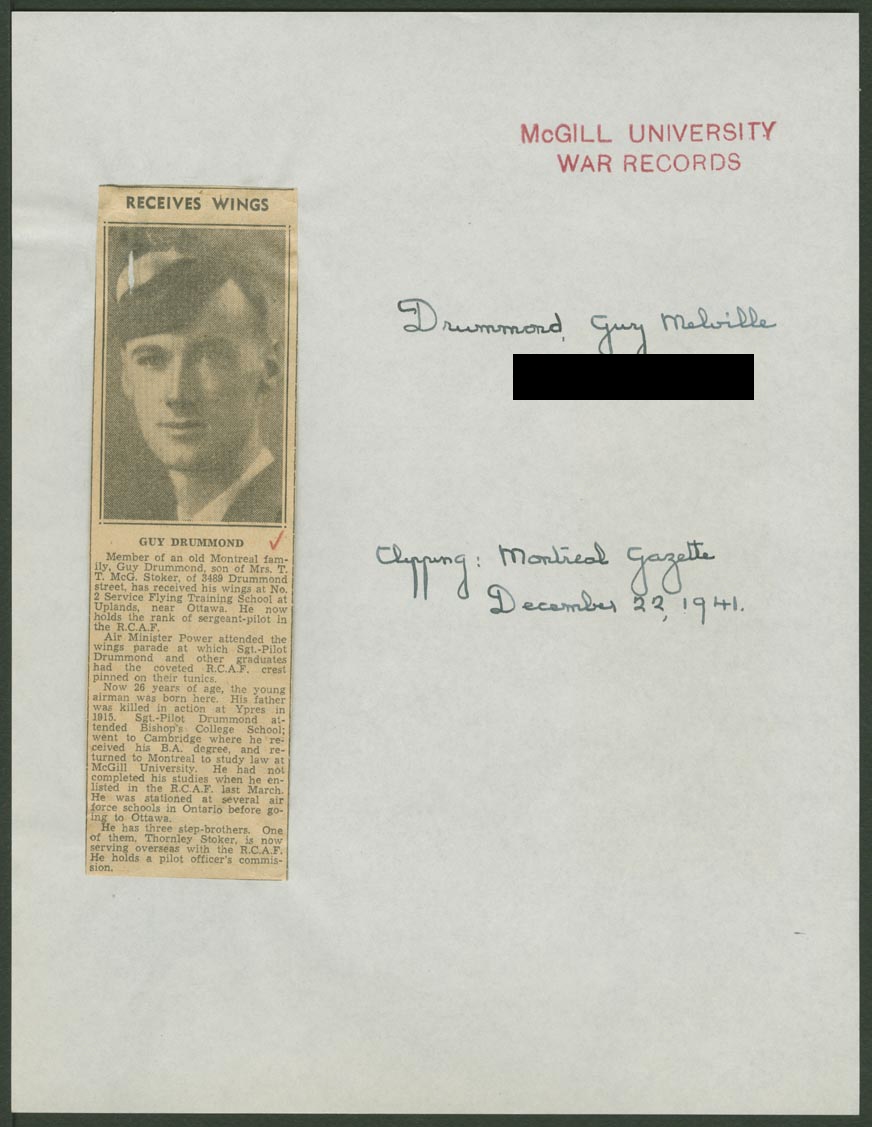 McGILL UNIVERSITY
WAR RECORDS
RECEIVES WINGS
Drummond, Guy Melville
Clipping: Montreal Gazette
December 22, 1941.
GUY DRUMMOND
Member of an old Montreal fam-
ily, Guy Drummond, son of Mrs. T.
T. McG. Stoker, of 3489 Drummond
street, has received his wings at No.
2 Service Flying Training School at
Uplands, near Ottawa. He now
holds the rank of sergeant-pilot in
the R.C.A.F.
Air Minister Power attended the
wings parade at which Sgt.-Pilot
Drummond and other graduates
had the coveted R.C.A.F. crest
pinned on their tunics.
Now 26 years of age, the young
airman was born here. His father
was killed in action at Ypres in
1915. Sgt.-Pilot Drummond at-
tended Bishop's College School;
went to Cambridge where he re-
ceived his B.A. degree, and re-
turned to Montreal to study law at
McGill University. He had not
completed his studies when he en-
listed in the R.C.A.F. last March.
He was stationed at several air
force schools in Ontario before go-
ing to Ottawa.
He has three step-brothers. One
of them, Thornley Stoker, is now
serving overseas with the R.C.A.F.
He holds a pilot officer's commis-
sion.